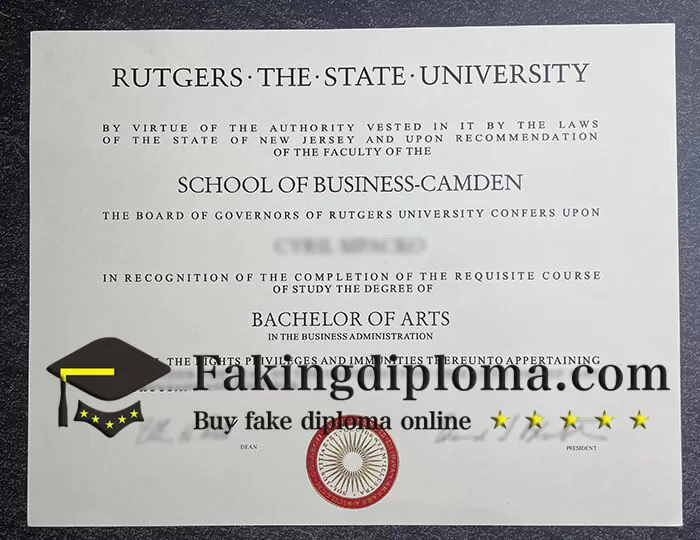 RUTGERS·THE·STATE·UNIVERSITY
BY VIRTUE OF THE AUTHORITY VESTED IN IT BY THE LAWS
OF THE STATE OF NEW JERSEY AND UPON RECOMMENDATION
OF THE FACULTY OF THE
SCHOOL OF BUSINESS-CAMDEN
THE BOARD OF GOVERNORS OF RUTGERS UNIVERSITY CONFERS UPON
IN RECOGNITION OF THE COMPLETION OF THE REQUISITE COURSE
OF STUDY THE DEGREE OF
BACHELOR OF ARTS
IN THE BUSINESS ADMINISTRATION
THE RIGHTS PRIVILEGES AND IMMUNITIES THEREUNTO APPERTAINING
Fakingdiploma.com
Buy fake diploma online
DEAN
PRESIDENT